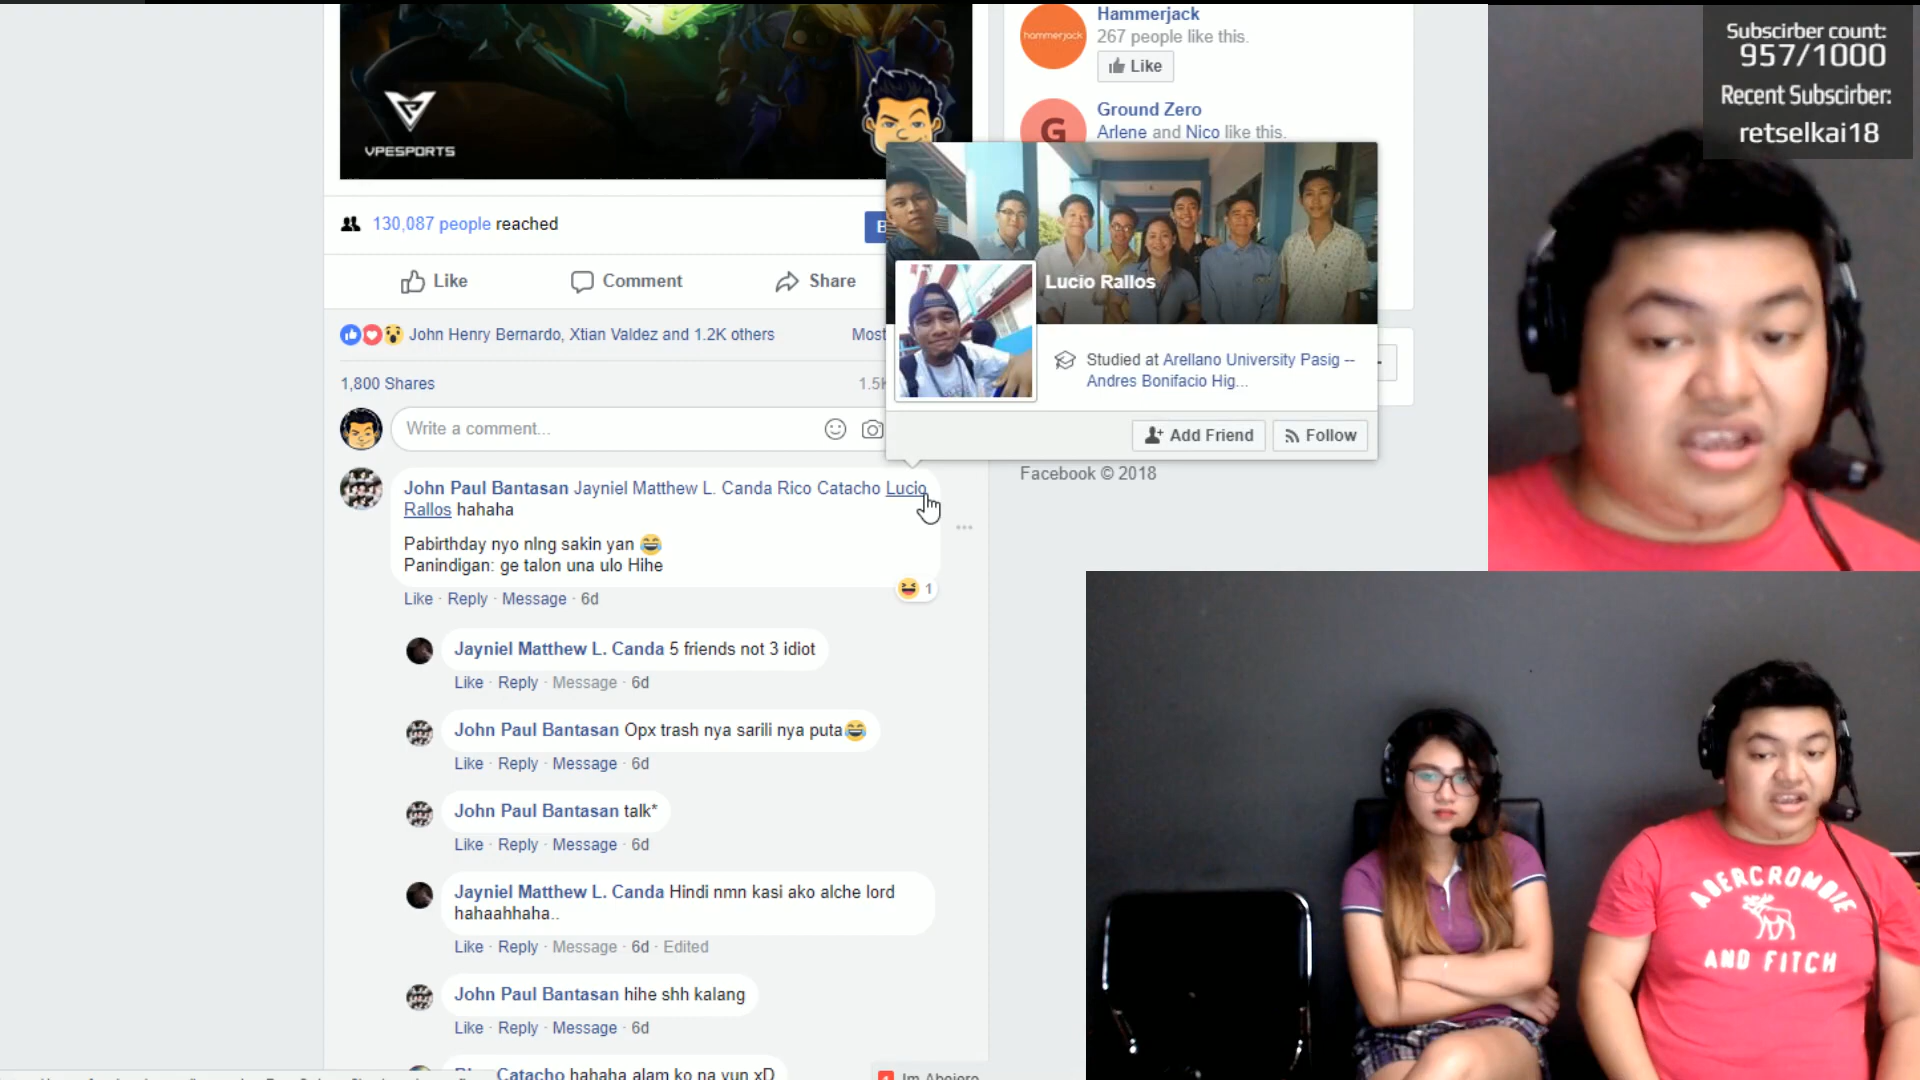 VPESPORTS
130,087 people reached
Like
Comment
Share
John Henry Bernardo, Xtian Valdez and 1.2K others
Most
1,800 Shares
1.5K
Write a comment...
John Paul Bantasan Jayniel Matthew L. Canda Rico Catacho Lucio
Rallos hahaha
Pabirthday nyo nlng sakin yan 😂
Panindigan: ge talon una ulo Hihe
1
Like · Reply · Message · 6d
Jayniel Matthew L. Canda 5 friends not 3 idiot
Like · Reply · Message · 6d
John Paul Bantasan Opx trash nya sarili nya puta😂
Like · Reply · Message · 6d
John Paul Bantasan talk*
Like · Reply · Message · 6d
Jayniel Matthew L. Canda Hindi nmn kasi ako alche lord
hahaahhaha..
Like · Reply · Message · 6d · Edited
John Paul Bantasan hihe shh kalang
Like · Reply · Message · 6d
Catacho hahaha alam ko na yun xD
hammerjack
Hammerjack
267 people like this.
Like
G
Ground Zero
Arlene and Nico like this.
Lucio Rallos
Studied at Arellano University Pasig --
Andres Bonifacio Hig...
Add Friend
Follow
Facebook © 2018
Subscirber count:
957/1000
Recent Subscirber:
retselkai18
ABERCROMBIE
AND FITCH